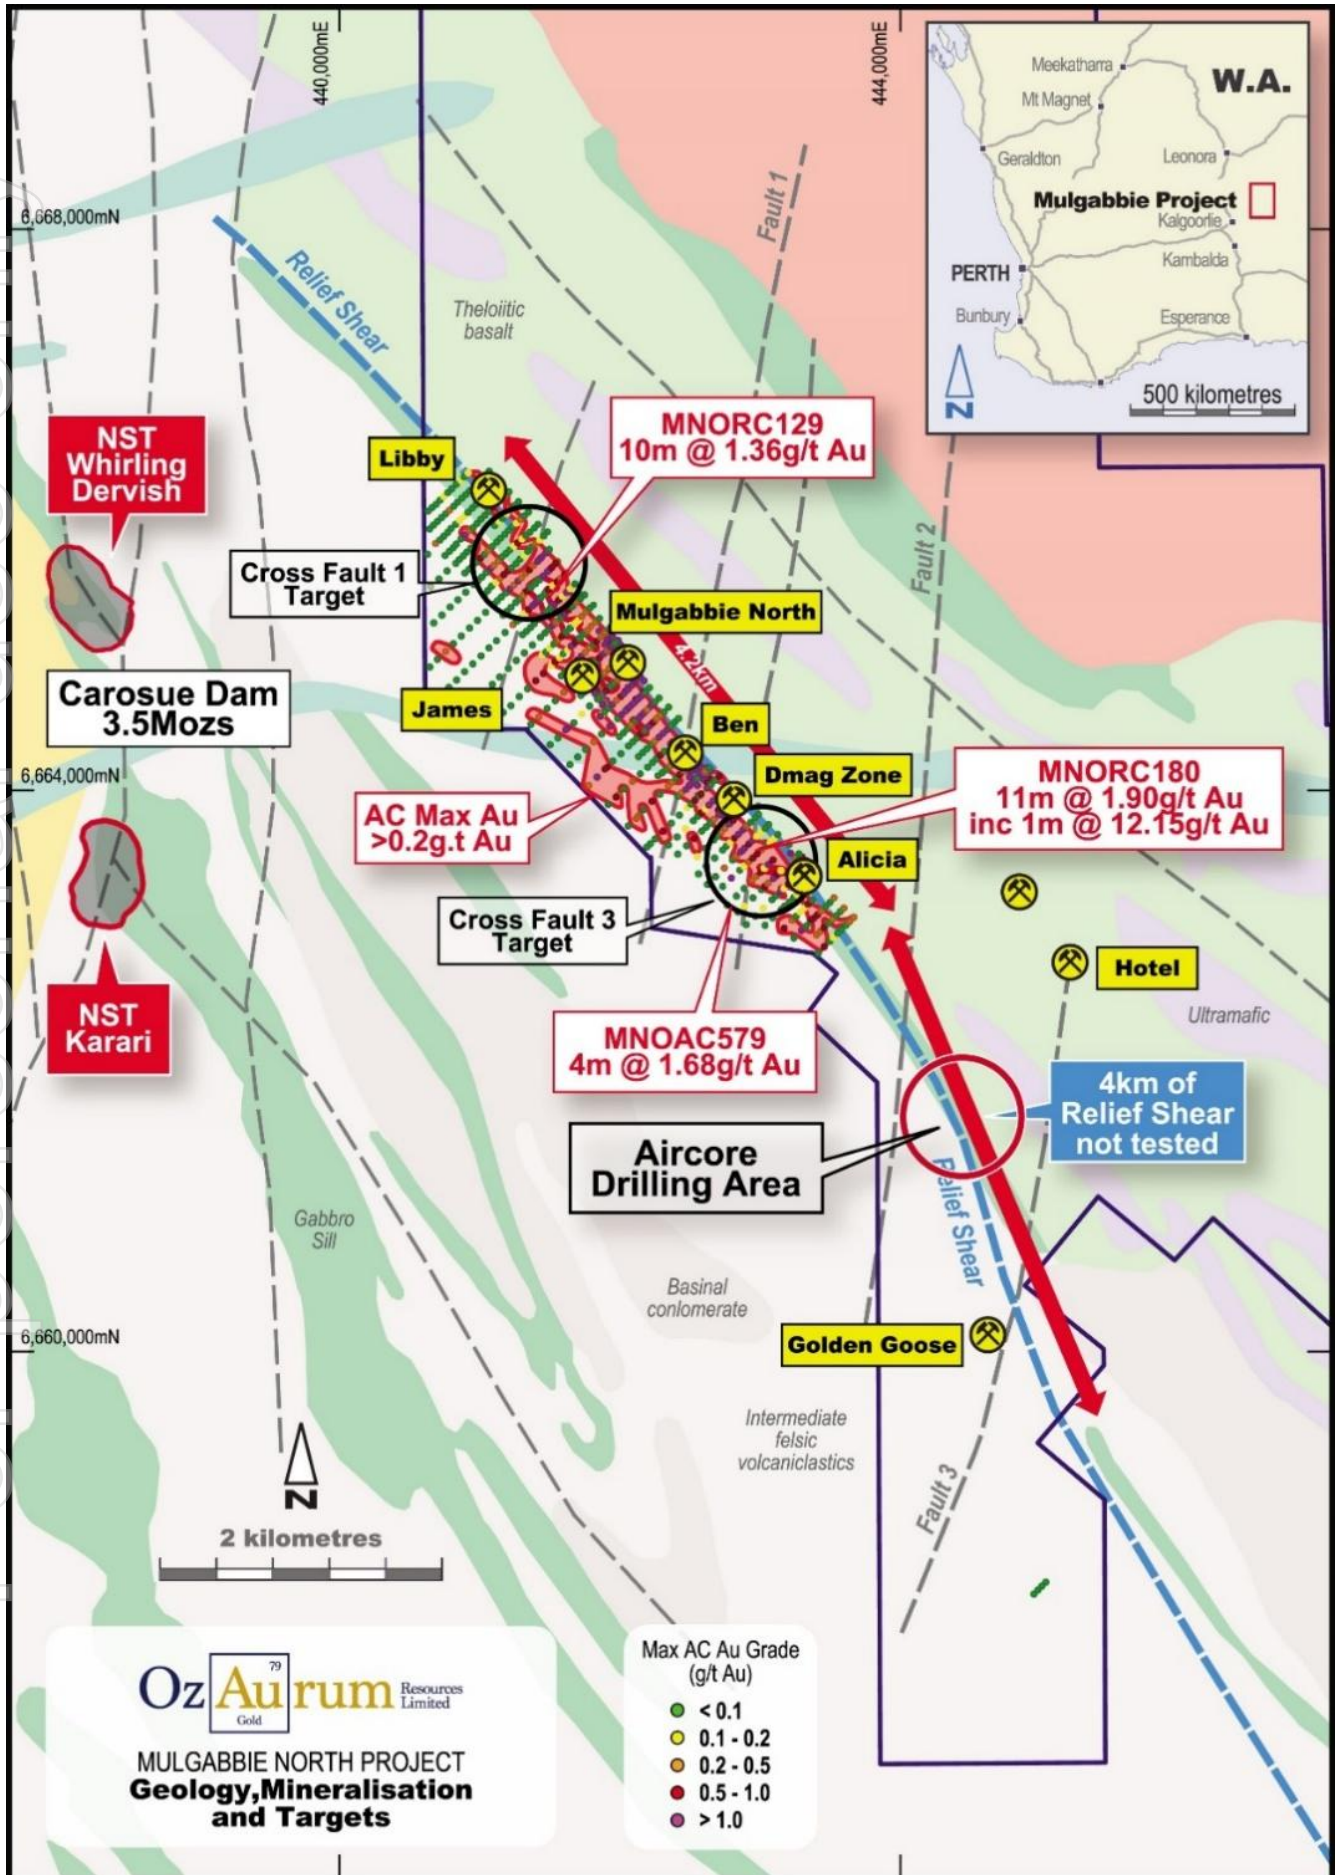 440,000mE
444,000mE
Meekatharra
W.A.
Mt Magnet
Geraldton
Leonora
Mulgabbie Project
Kalgoorlie
Kambalda
PERTH
Bunbury
Esperance
N
500 kilometres
6,668,000mN
Relief Shear
Theloiitic
basalt
Fault 1
NST
Whirling
Dervish
Libby
MNORC129
10m @ 1.36g/t Au
Cross Fault 1
Target
Mulgabbie North
Fault 2
4.2km
Carosue Dam
3.5Mozs
James
Ben
6,664,000mN
Dmag Zone
AC Max Au
>0.2g.t Au
MNORC180
11m @ 1.90g/t Au
inc 1m @ 12.15g/t Au
Alicia
Cross Fault 3
Target
Hotel
NST
Karari
Ultramafic
MNOAC579
4m @ 1.68g/t Au
4km of
Relief Shear
not tested
Aircore
Drilling Area
Relief Shear
Gabbro
Sill
Basinal
conlomerate
6,660,000mN
Golden Goose
Intermediate
felsic
volcaniclastics
Fault 3
N
2 kilometres
OzAurum
79
Gold
Resources
Limited
MULGABBIE NORTH PROJECT
Geology,Mineralisation
and Targets
Max AC Au Grade
(g/t Au)
< 0.1
0.1 - 0.2
0.2 - 0.5
0.5 - 1.0
> 1.0